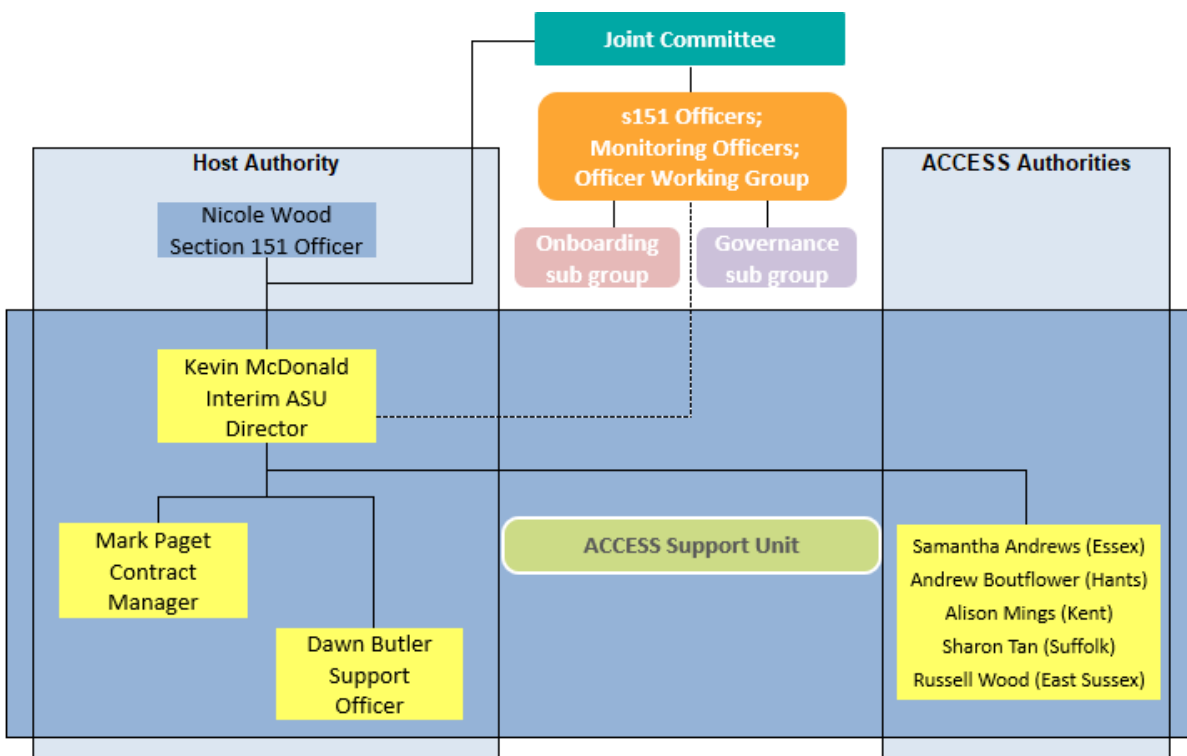 Joint Committee
s151 Officers;
Monitoring Officers;
Officer Working Group
Host Authority
ACCESS Authorities
Nicole Wood
Section 151 Officer
Onboarding
sub group
Governance
sub group
Kevin McDonald
Interim ASU
Director
Mark Paget
Contract
Manager
ACCESS Support Unit
Samantha Andrews (Essex)
Andrew Boutflower (Hants)
Alison Mings (Kent)
Sharon Tan (Suffolk)
Russell Wood (East Sussex)
Dawn Butler
Support
Officer